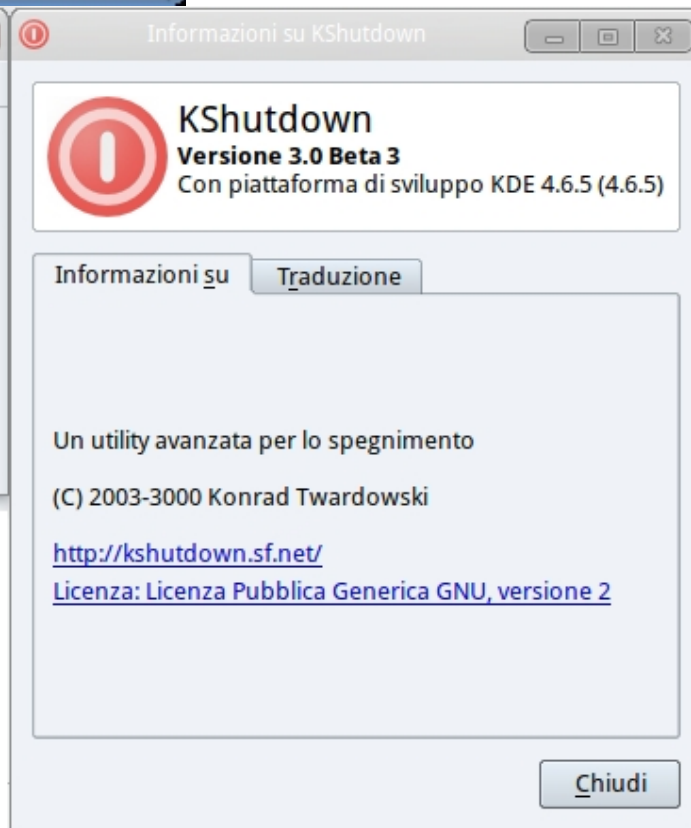 Informazioni su KShutdown
KShutdown
Versione 3.0 Beta 3
Con piattaforma di sviluppo KDE 4.6.5 (4.6.5)
Informazioni su
Traduzione
Un utility avanzata per lo spegnimento
(C) 2003-3000 Konrad Twardowski
http://kshutdown.sf.net/
Licenza: Licenza Pubblica Generica GNU, versione 2
Chiudi